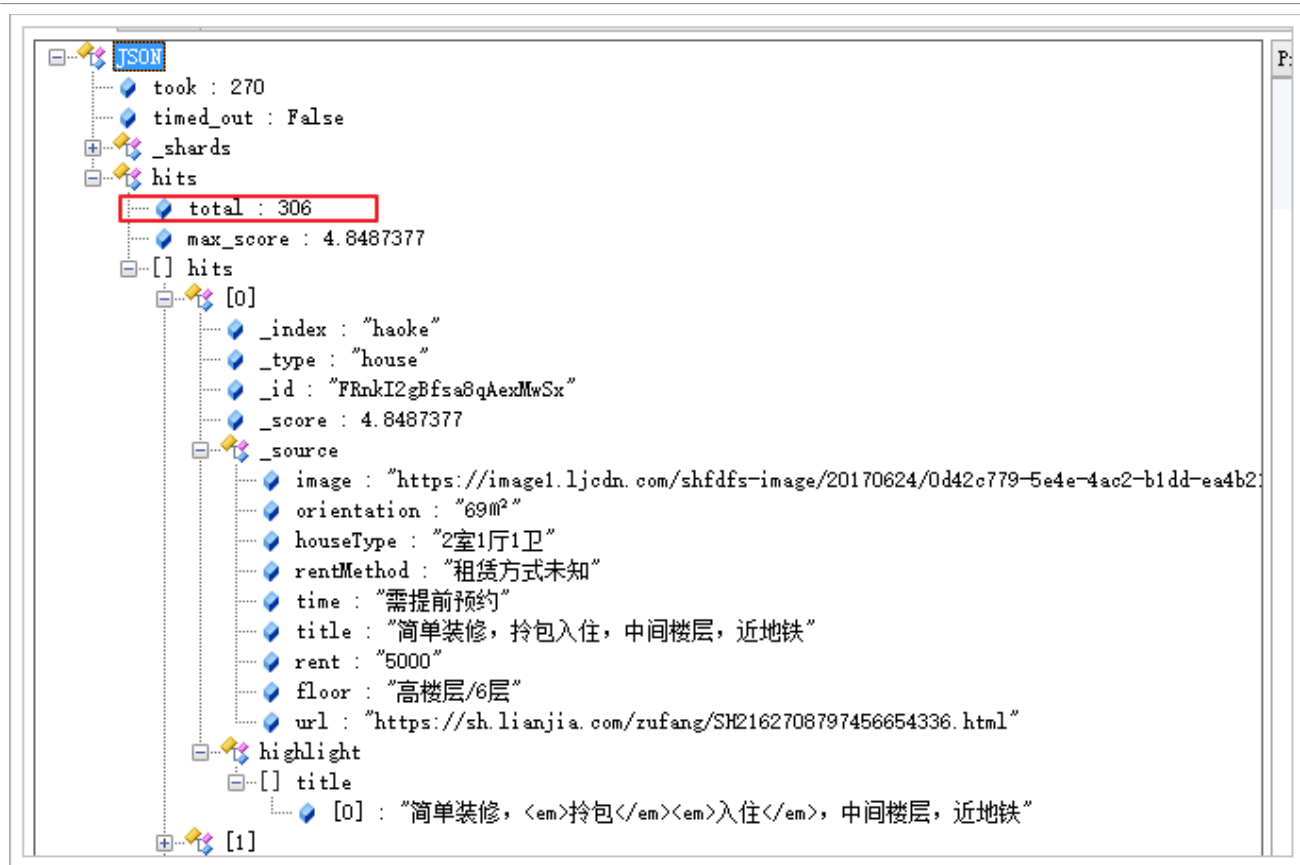 JSON
took : 270
timed_out : False
_shards
hits
total : 306
max_score : 4.8487377
[] hits
[0]
_index : "haoke"
_type : "house"
_id : "FRnkI2gBfsa8qAexMwSx"
_score : 4.8487377
_source
image : "https://image1.ljcdn.com/shfdfs-image/20170624/0d42c779-5e4e-4ac2-b1dd-ea4b2
orientation : "69㎡"
houseType : "2室1厅1卫"
rentMethod : "租赁方式未知"
time : "需提前预约"
title : "简单装修，拎包入住，中间楼层，近地铁"
rent : "5000"
floor : "高楼层/6层"
url : "https://sh.lianjia.com/zufang/SH2162708797456654336.html"
highlight
[] title
[0] : "简单装修，<em>拎包</em><em>入住</em>，中间楼层，近地铁"
[1]